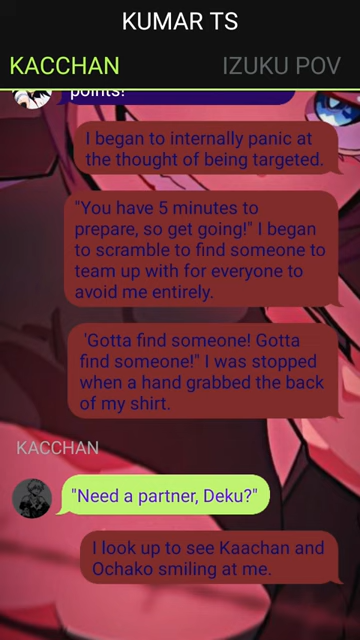 KUMAR TS
KACCHAN IZUKU POV
points!
I began to internally panic at
the thought of being targeted.
"You have 5 minutes to
prepare, so get going!" I began
to scramble to find someone to
team up with for everyone to
avoid me entirely.
'Gotta find someone! Gotta
find someone!" I was stopped
when a hand grabbed the back
of my shirt.
KACCHAN
"Need a partner, Deku?"
I look up to see Kaachan and
Ochako smiling at me.